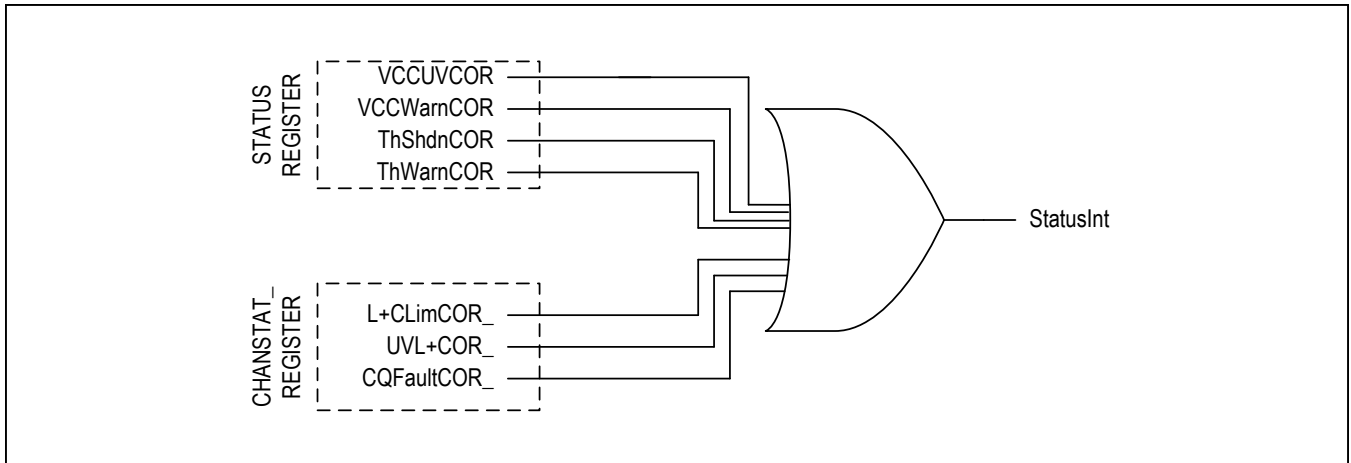 STATUS
REGISTER
VCCUVCOR
VCCWarnCOR
ThShdnCOR
ThWarnCOR
StatusInt
CHANSTAT_
REGISTER
L+CLimCOR_
UVL+COR_
CQFaultCOR_